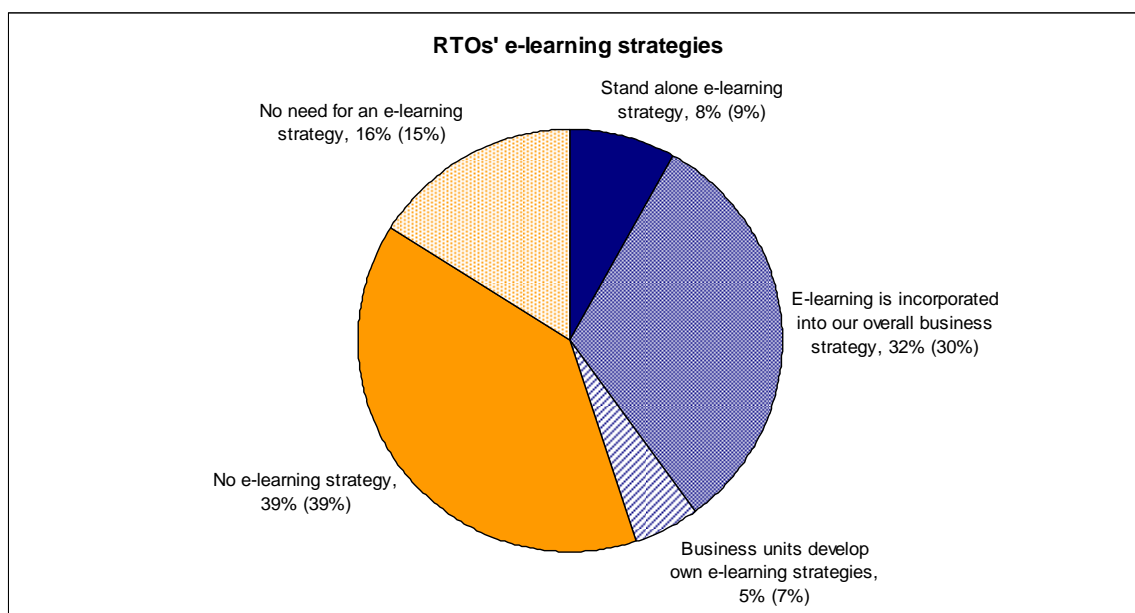 RTOs' e-learning strategies
Stand alone e-learning
strategy, 8% (9%)
No need for an e-learning
strategy, 16% (15%)
E-learning is incorporated
into our overall business
strategy, 32% (30%)
No e-learning strategy,
39% (39%)
Business units develop
own e-learning strategies,
5% (7%)